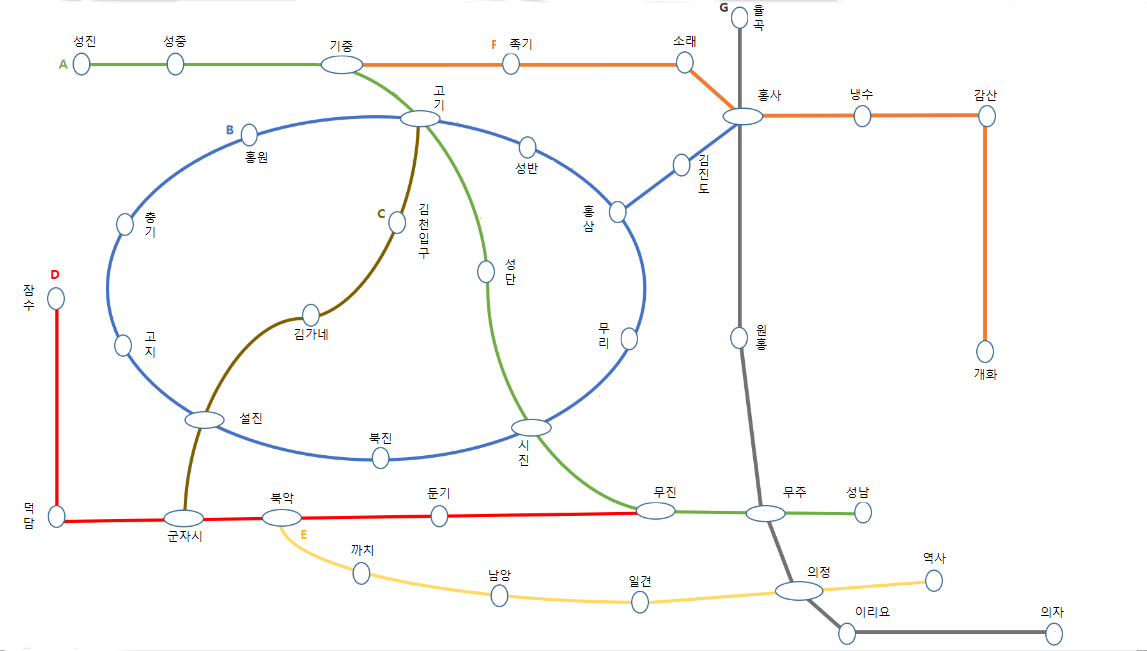 G
율곡
성진
성중
기중
F
족기
소래
A
고기
홍사
냉수
감산
B
홍원
성반
김진도
C
김천입구
홍삼
충기
D
잠수
성단
고지
김가네
무리
원홍
개화
설진
북진
시진
덕담
군자시
북악
둔기
무진
무주
성남
E
까치
남앙
일견
의정
역사
이리요
의자